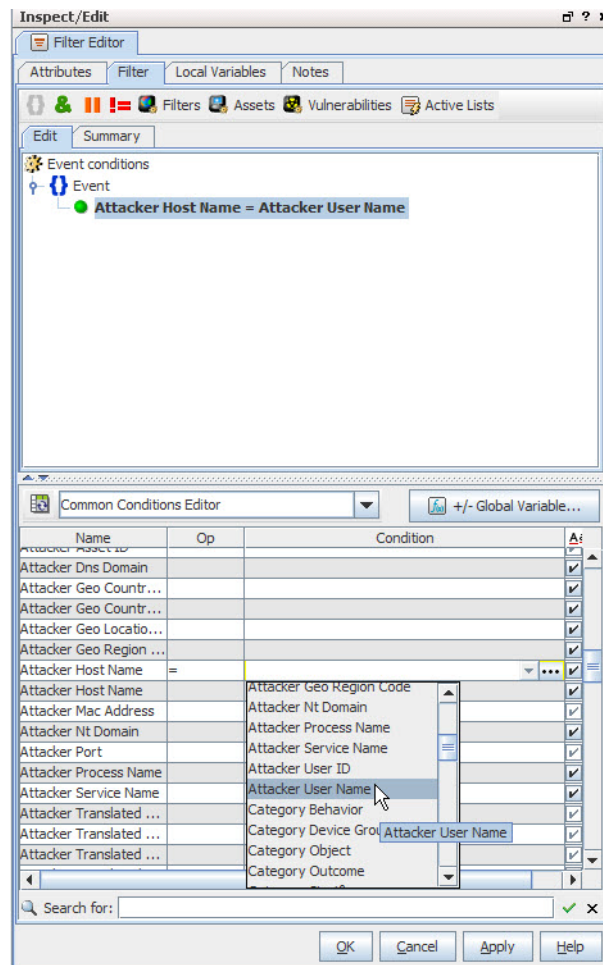 Inspect/Edit
Filter Editor
Attributes Filter Local Variables Notes
& != Filters Assets Vulnerabilities Active Lists
Edit Summary
Event conditions
{} Event
Attacker Host Name = Attacker User Name
Common Conditions Editor +/- Global Variable...
Name Op Condition
Attacker Asset ID
Attacker Dns Domain
Attacker Geo Countr...
Attacker Geo Countr...
Attacker Geo Locatio...
Attacker Geo Region ...
Attacker Host Name =
Attacker Host Name
Attacker Mac Address
Attacker Nt Domain
Attacker Port
Attacker Process Name
Attacker Service Name
Attacker Translated ...
Attacker Translated ...
Attacker Translated ...
Attacker Geo Region Code
Attacker Nt Domain
Attacker Process Name
Attacker Service Name
Attacker User ID
Attacker User Name
Category Behavior
Category Device Grou
Attacker User Name
Category Object
Category Outcome
Search for:
OK Cancel Apply Help